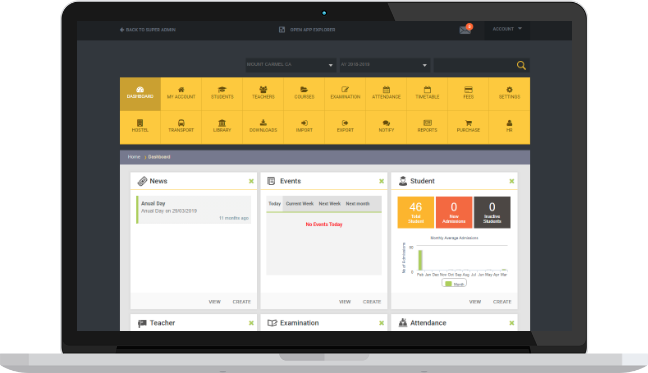 BACK TO SUPER ADMIN
OPEN APP EXPLORER
ACCOUNT
MOUNT CARMEL SA
AY 2018-2019
DASHBOARD MY ACCOUNT STUDENTS TEACHERS COURSES EXAMINATION ATTENDANCE TIMETABLE FEES SETTINGS
HOSTEL TRANSPORT LIBRARY DOWNLOADS IMPORT EXPORT NOTIFY REPORTS PURCHASE HR
Home Dashboard
News
Anual Day
Anual Day on 29/03/2019
11 months ago
VIEW CREATE
Events
Today Current Week Next Week Next month
No Events Today
VIEW CREATE
Student
46
Total
Student
0
New
Admissions
0
Inactive
Students
Monthly Average Admissions
No of Admissions
0
Feb Jan Dec Nov Oct Sep Aug Jul Jun May Apr Mar
Month
VIEW CREATE
Teacher
Examination
Attendance